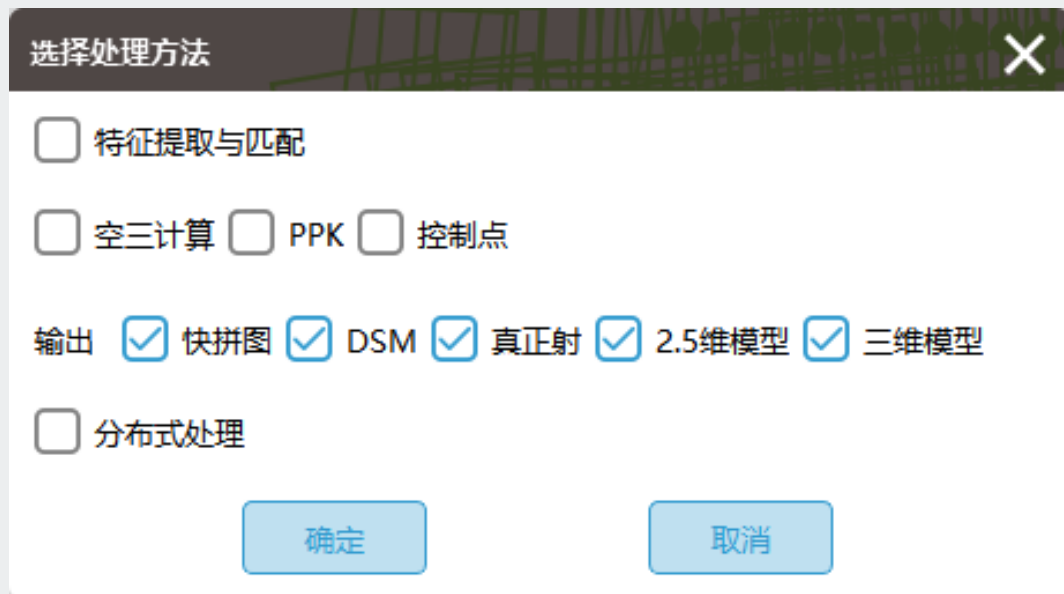 选择处理方法
特征提取与匹配
空三计算 PPK 控制点
输出 快拼图 DSM 真正射 2.5维模型 三维模型
分布式处理
确定 取消